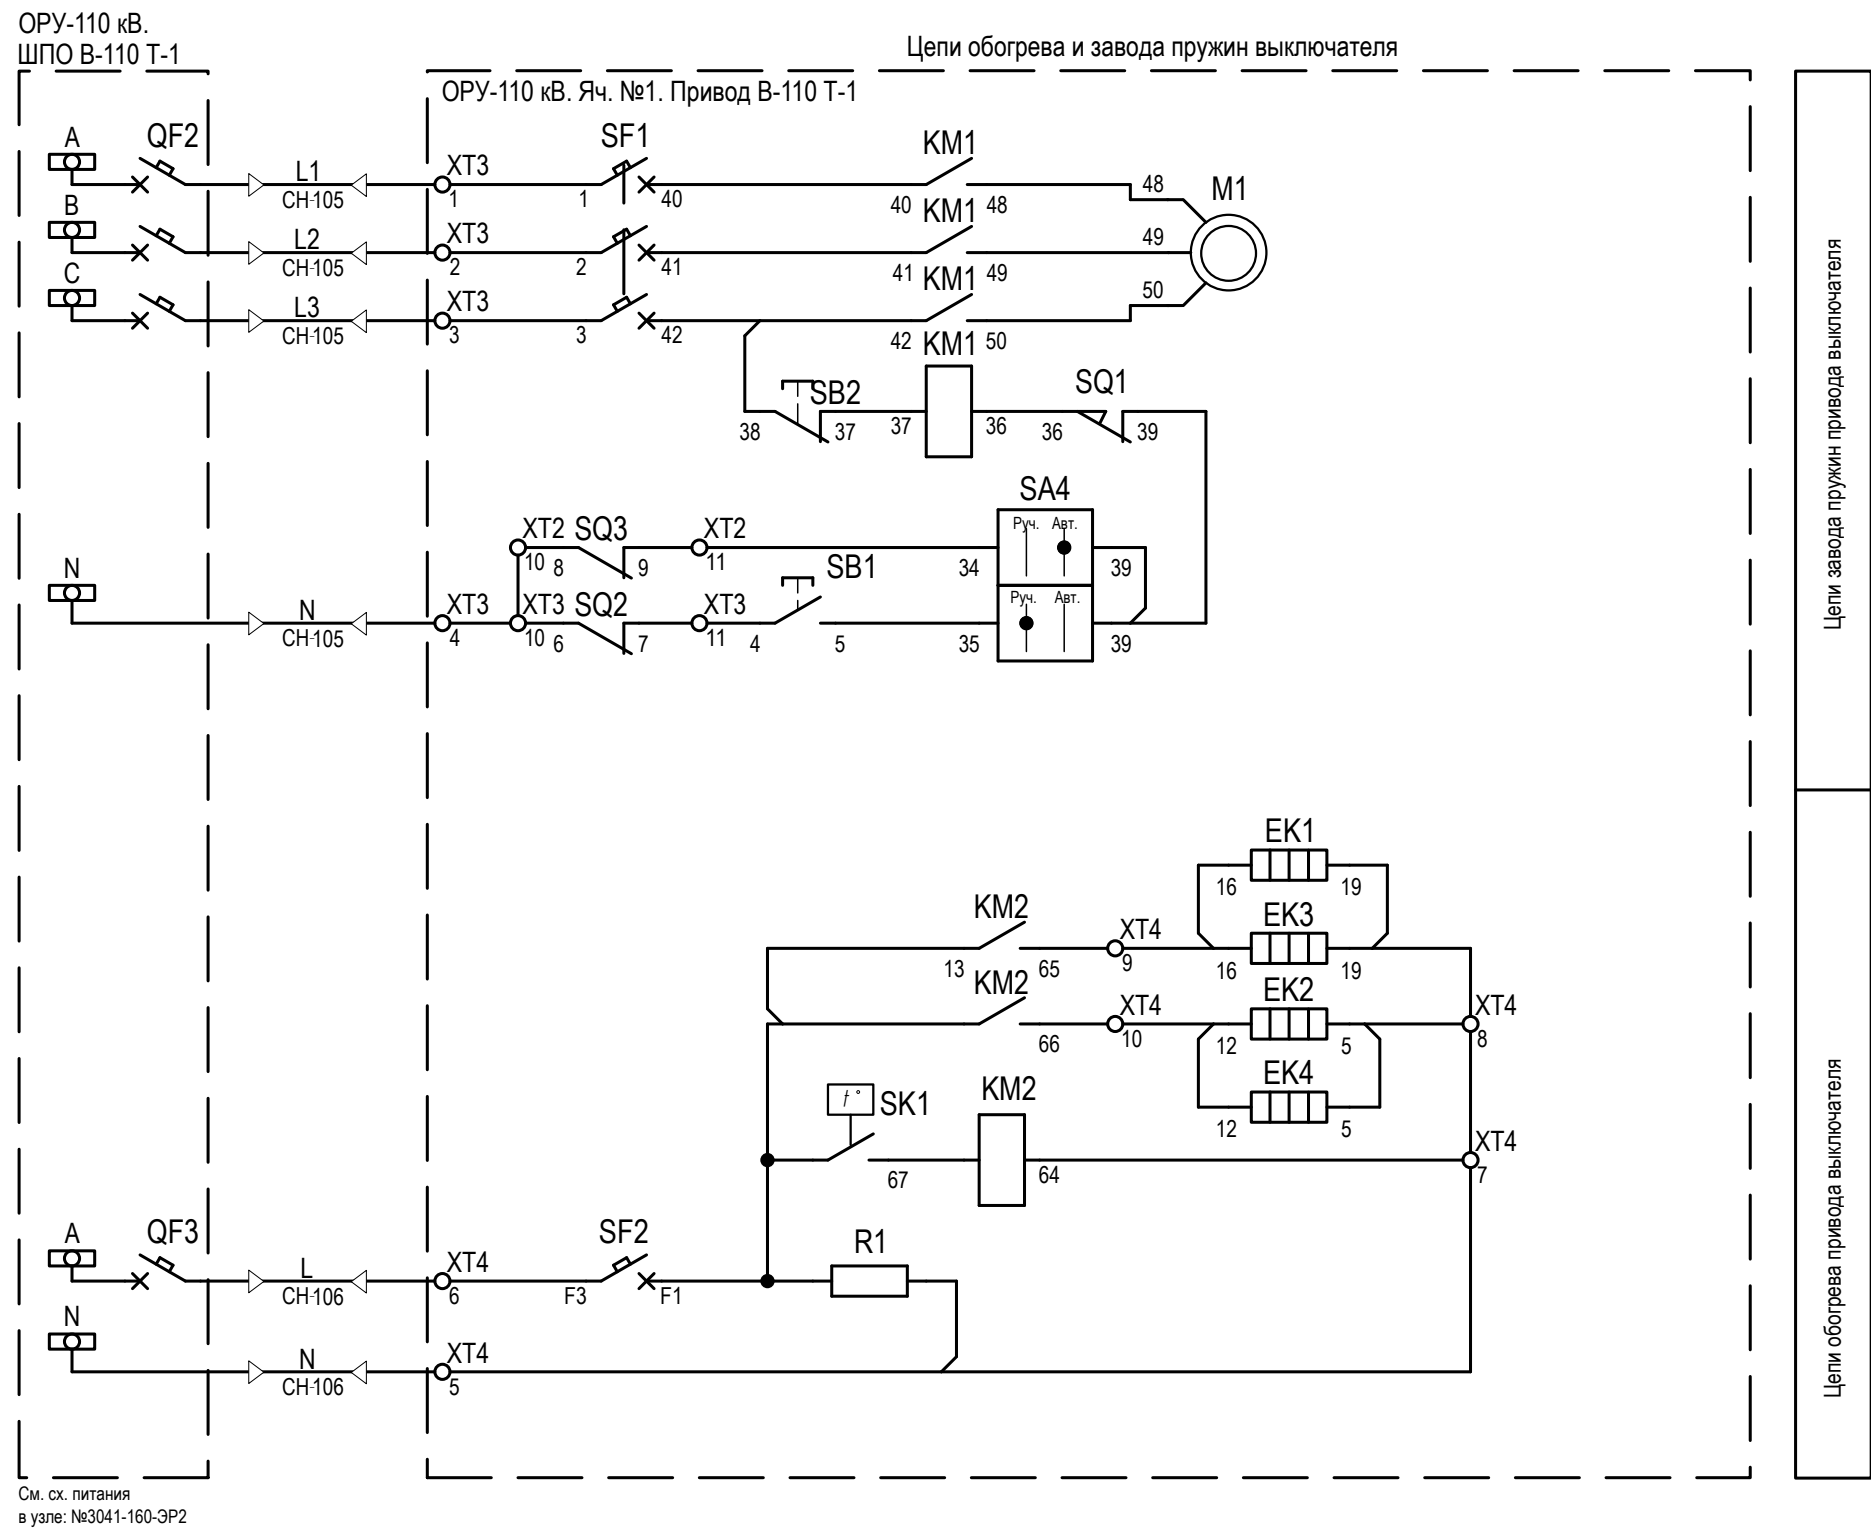 ОРУ-110 кВ.
ШПО В-110 Т-1
Цепи обогрева и завода пружин выключателя
ОРУ-110 кВ. Яч. №1. Привод В-110 Т-1
A QF2 L1 СН-105 XT3 1 SF1 1 40 KM1 40 48 48 M1
B L2 СН-105 XT3 2 2 41 KM1 41 49 49
C L3 СН-105 XT3 3 3 42 KM1 42 50 50
38 SB2 37 KM1 37 36 SQ1 36 39
SA4
Руч. Авт.
XT2 10 SQ3 8 9 XT2 11 34 39
Руч. Авт.
N N СН-105 XT3 4 XT3 10 SQ2 6 7 XT3 11 SB1 4 5 35 39
Цепи завода пружин привода выключателя
EK1 16 19
KM2 13 65 XT4 9 EK3 16 19
KM2 66 XT4 10 EK2 12 5 XT4 8
EK4 12 5
t° SK1 67 KM2 64 XT4 7
A QF3 L СН-106 XT4 6 SF2 F3 F1 R1
N N СН-106 XT4 5
Цепи обогрева привода выключателя
См. сх. питания
в узле: №3041-160-ЭР2